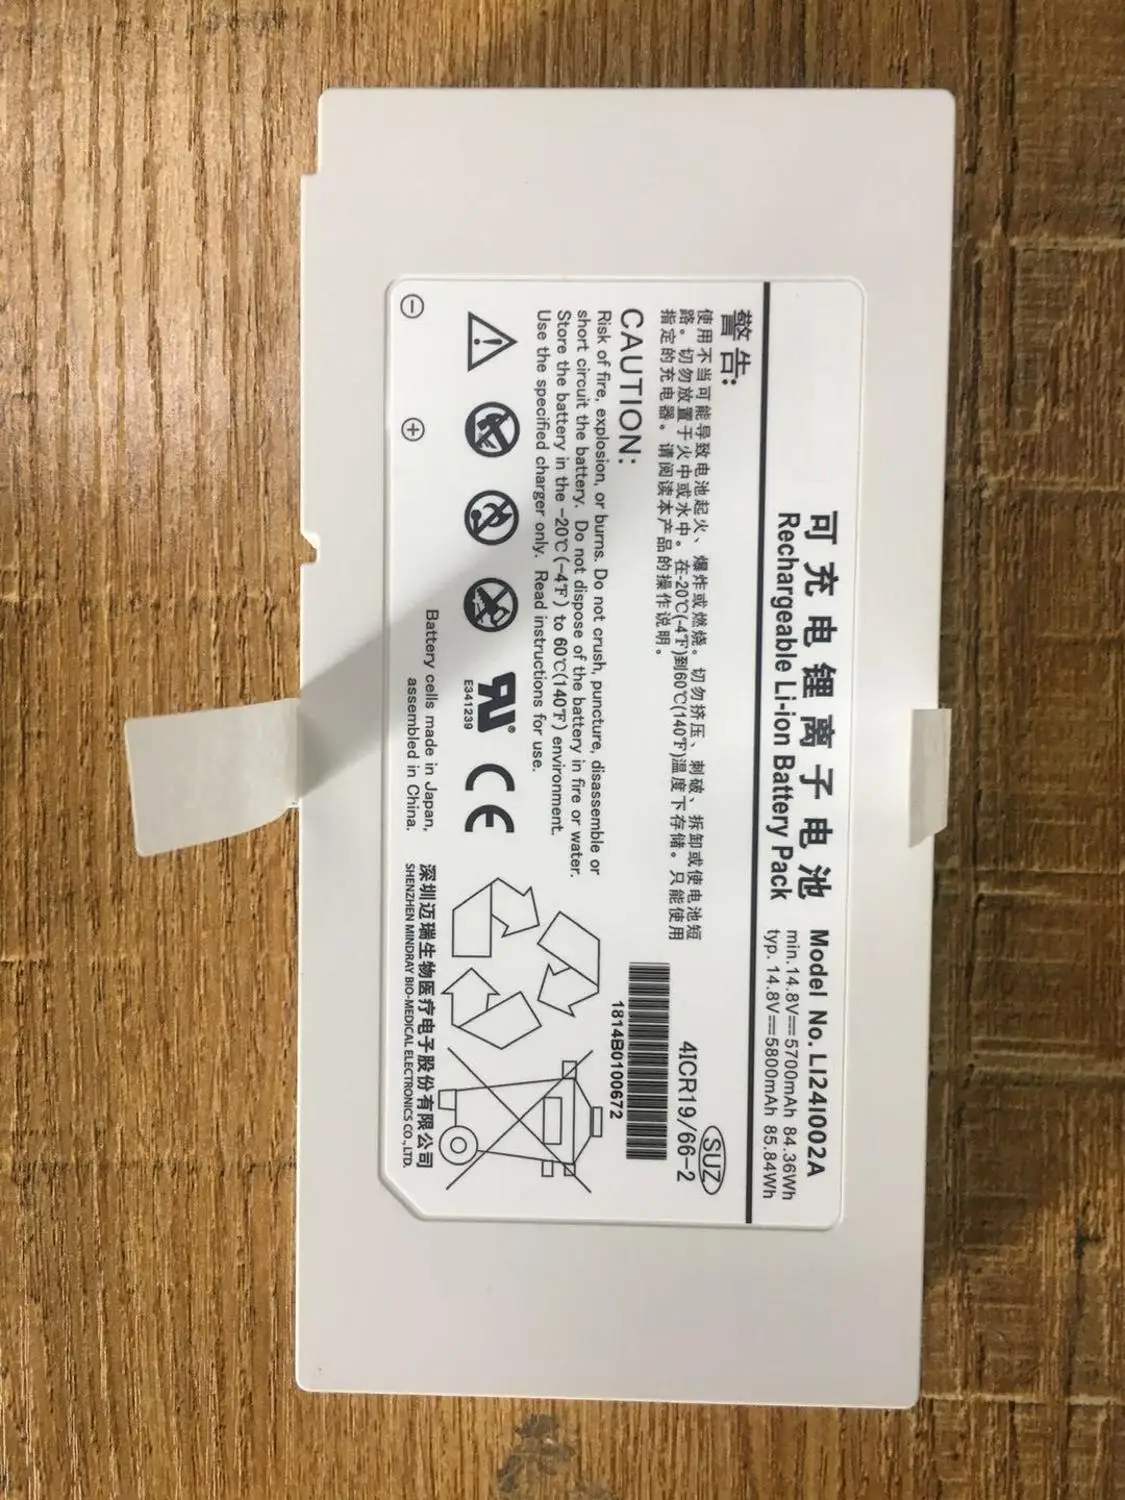 可充电锂离子电池
Rechargeable Li-ion Battery Pack
Model No. LI24I002A
min.14.8V⎓5700mAh 84.36Wh
typ. 14.8V⎓5800mAh 85.84Wh
警告:
使用不当可能导致电池起火、爆炸或燃烧。切勿挤压、刺破、拆卸或使电池短
路。切勿放置于火中或水中。在-20℃(-4℉)到60℃(140℉)温度下存储。只能使用
指定的充电器。请阅读本产品的操作说明。
SUZ
4ICR19/66-2
1814B0100672
CAUTION:
Risk of fire, explosion, or burns. Do not crush, puncture, disassemble or
short circuit the battery. Do not dispose of the battery in fire or water.
Store the battery in the -20℃(-4℉) to 60℃(140℉) environment.
Use the specified charger only. Read instructions for use.
E341239
CE
Battery cells made in Japan,
assembled in China.
深圳迈瑞生物医疗电子股份有限公司
SHENZHEN MINDRAY BIO-MEDICAL ELECTRONICS CO., LTD.